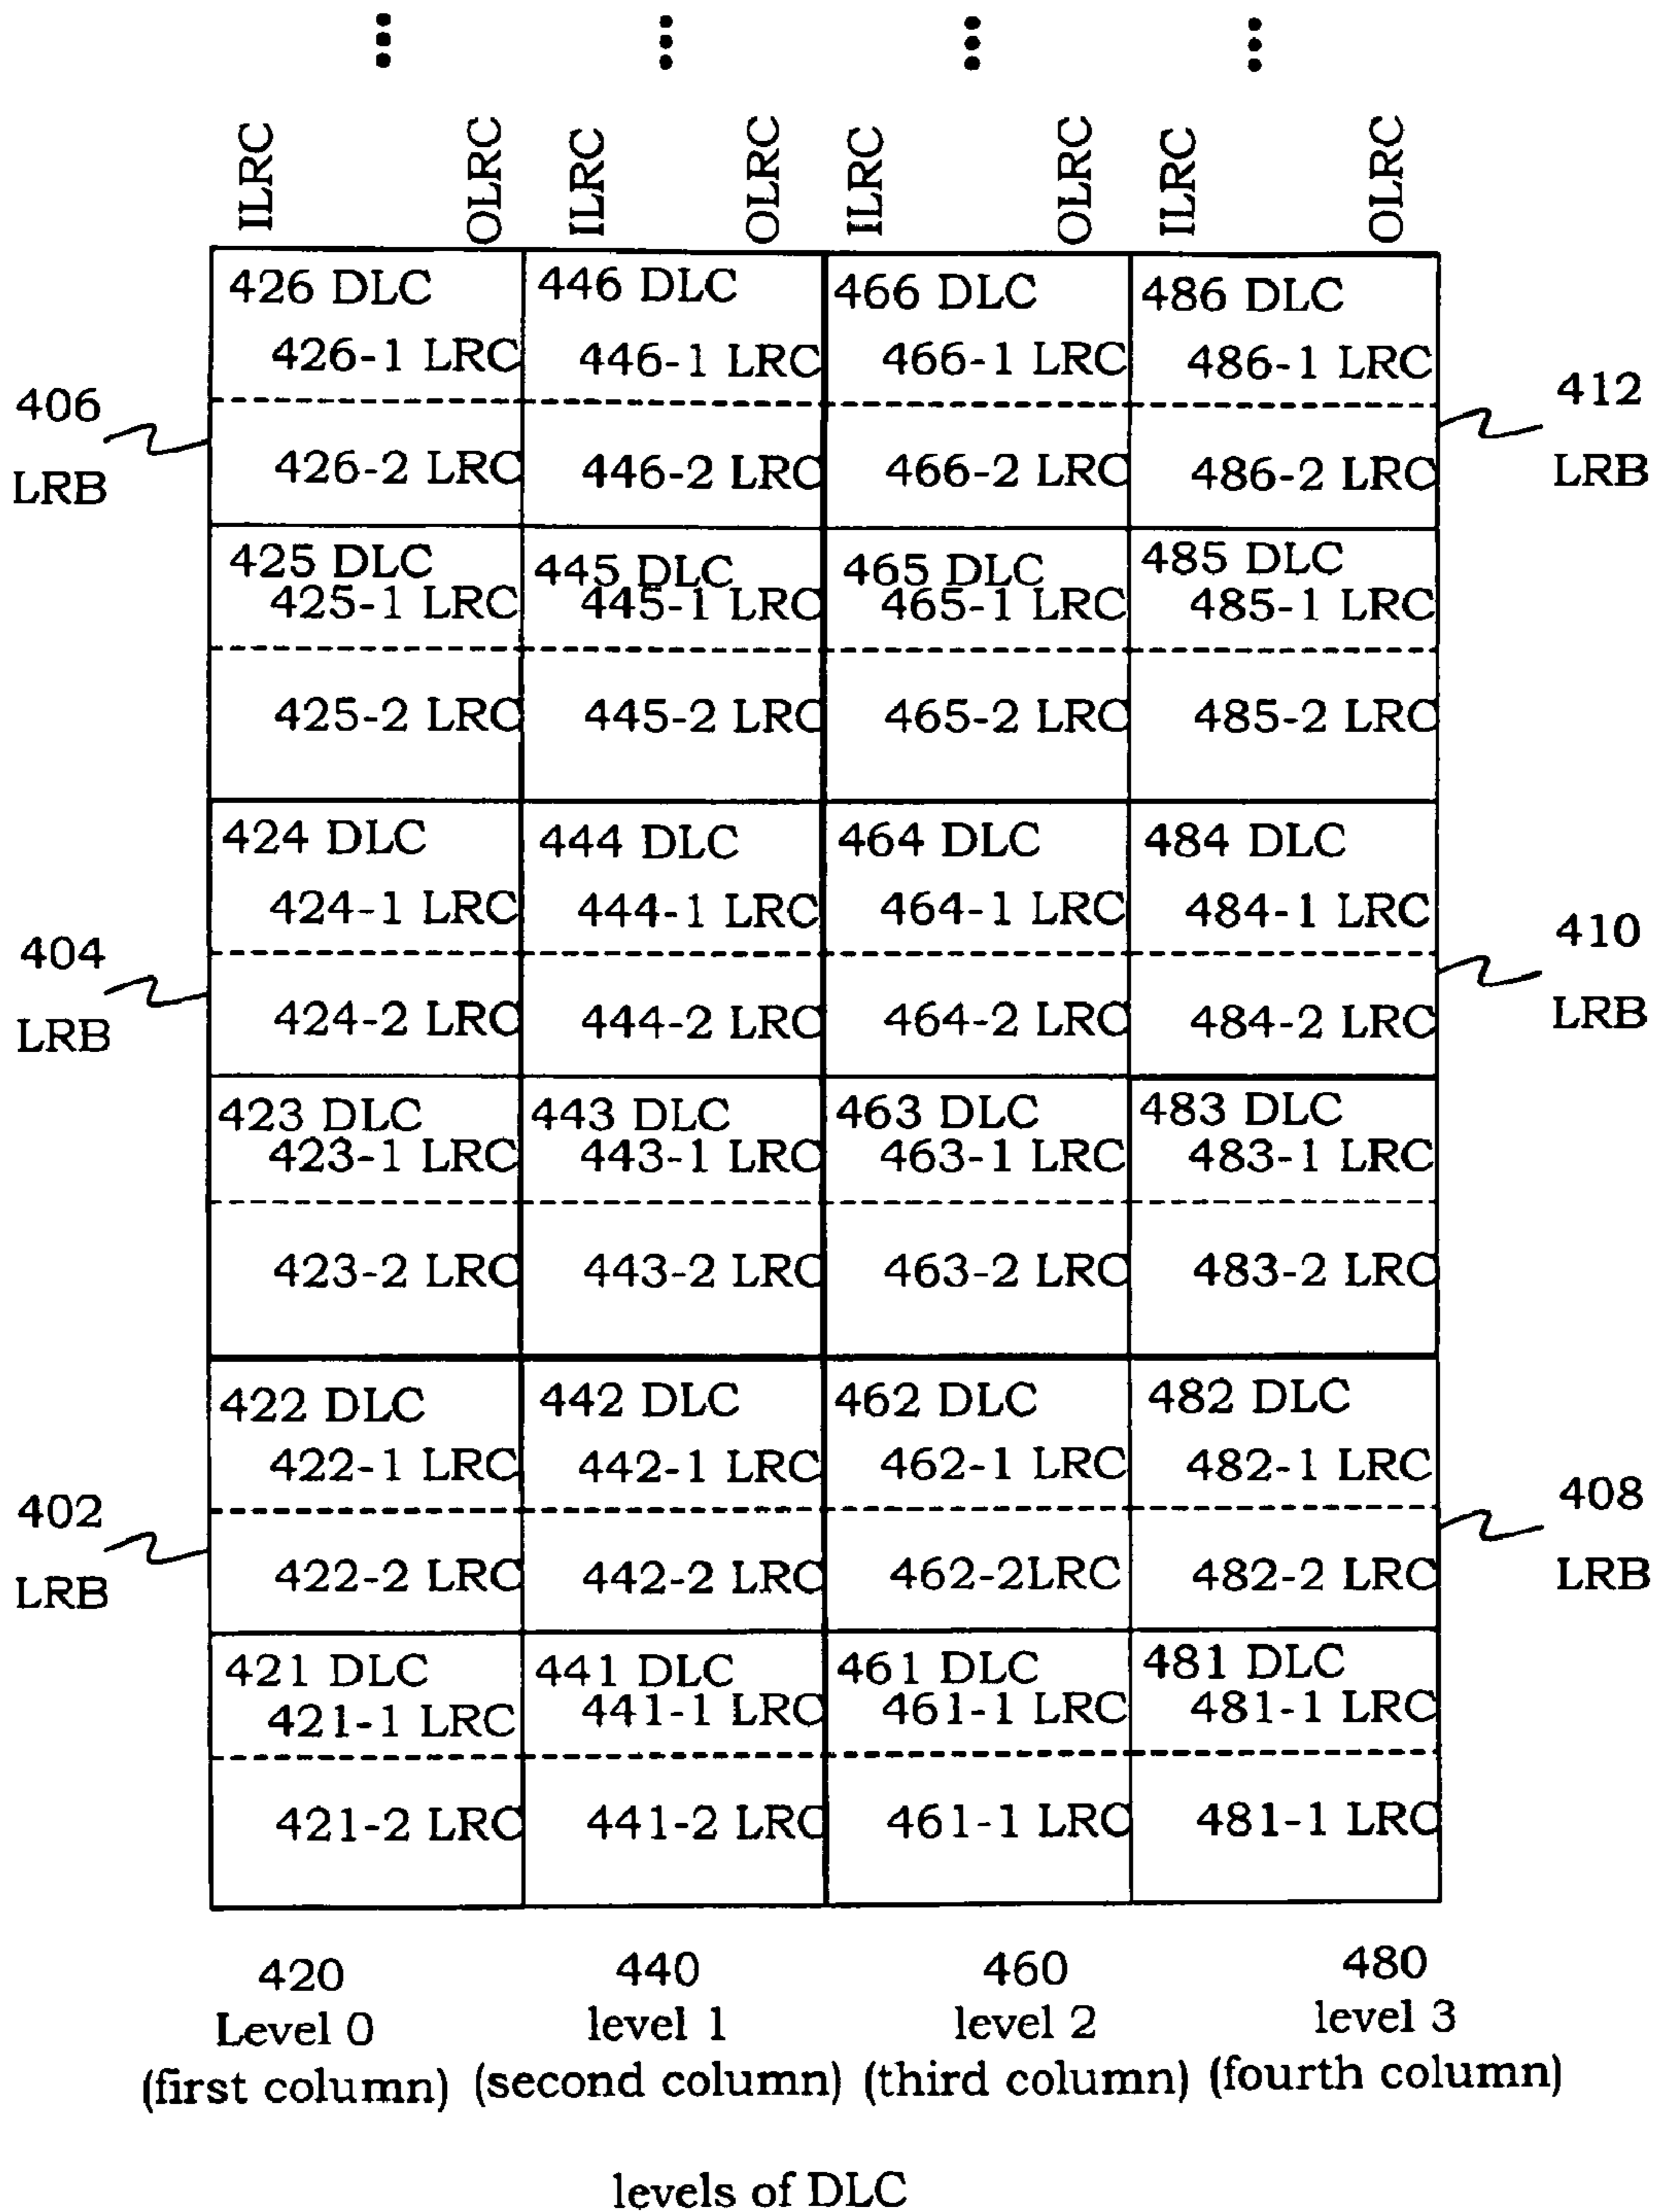 ILRC OLRC ILRC OLRC ILRC OLRC ILRC OLRC
426 DLC 446 DLC 466 DLC 486 DLC
426-1 LRC 446-1 LRC 466-1 LRC 486-1 LRC
406 LRB
412 LRB
426-2 LRC 446-2 LRC 466-2 LRC 486-2 LRC
425 DLC 445 DLC 465 DLC 485 DLC
425-1 LRC 445-1 LRC 465-1 LRC 485-1 LRC
425-2 LRC 445-2 LRC 465-2 LRC 485-2 LRC
424 DLC 444 DLC 464 DLC 484 DLC
424-1 LRC 444-1 LRC 464-1 LRC 484-1 LRC
404 LRB
410 LRB
424-2 LRC 444-2 LRC 464-2 LRC 484-2 LRC
423 DLC 443 DLC 463 DLC 483 DLC
423-1 LRC 443-1 LRC 463-1 LRC 483-1 LRC
423-2 LRC 443-2 LRC 463-2 LRC 483-2 LRC
422 DLC 442 DLC 462 DLC 482 DLC
422-1 LRC 442-1 LRC 462-1 LRC 482-1 LRC
402 LRB
408 LRB
422-2 LRC 442-2 LRC 462-2LRC 482-2 LRC
421 DLC 441 DLC 461 DLC 481 DLC
421-1 LRC 441-1 LRC 461-1 LRC 481-1 LRC
421-2 LRC 441-2 LRC 461-1 LRC 481-1 LRC
420 440 460 480
Level 0 level 1 level 2 level 3
(first column) (second column) (third column) (fourth column)
levels of DLC